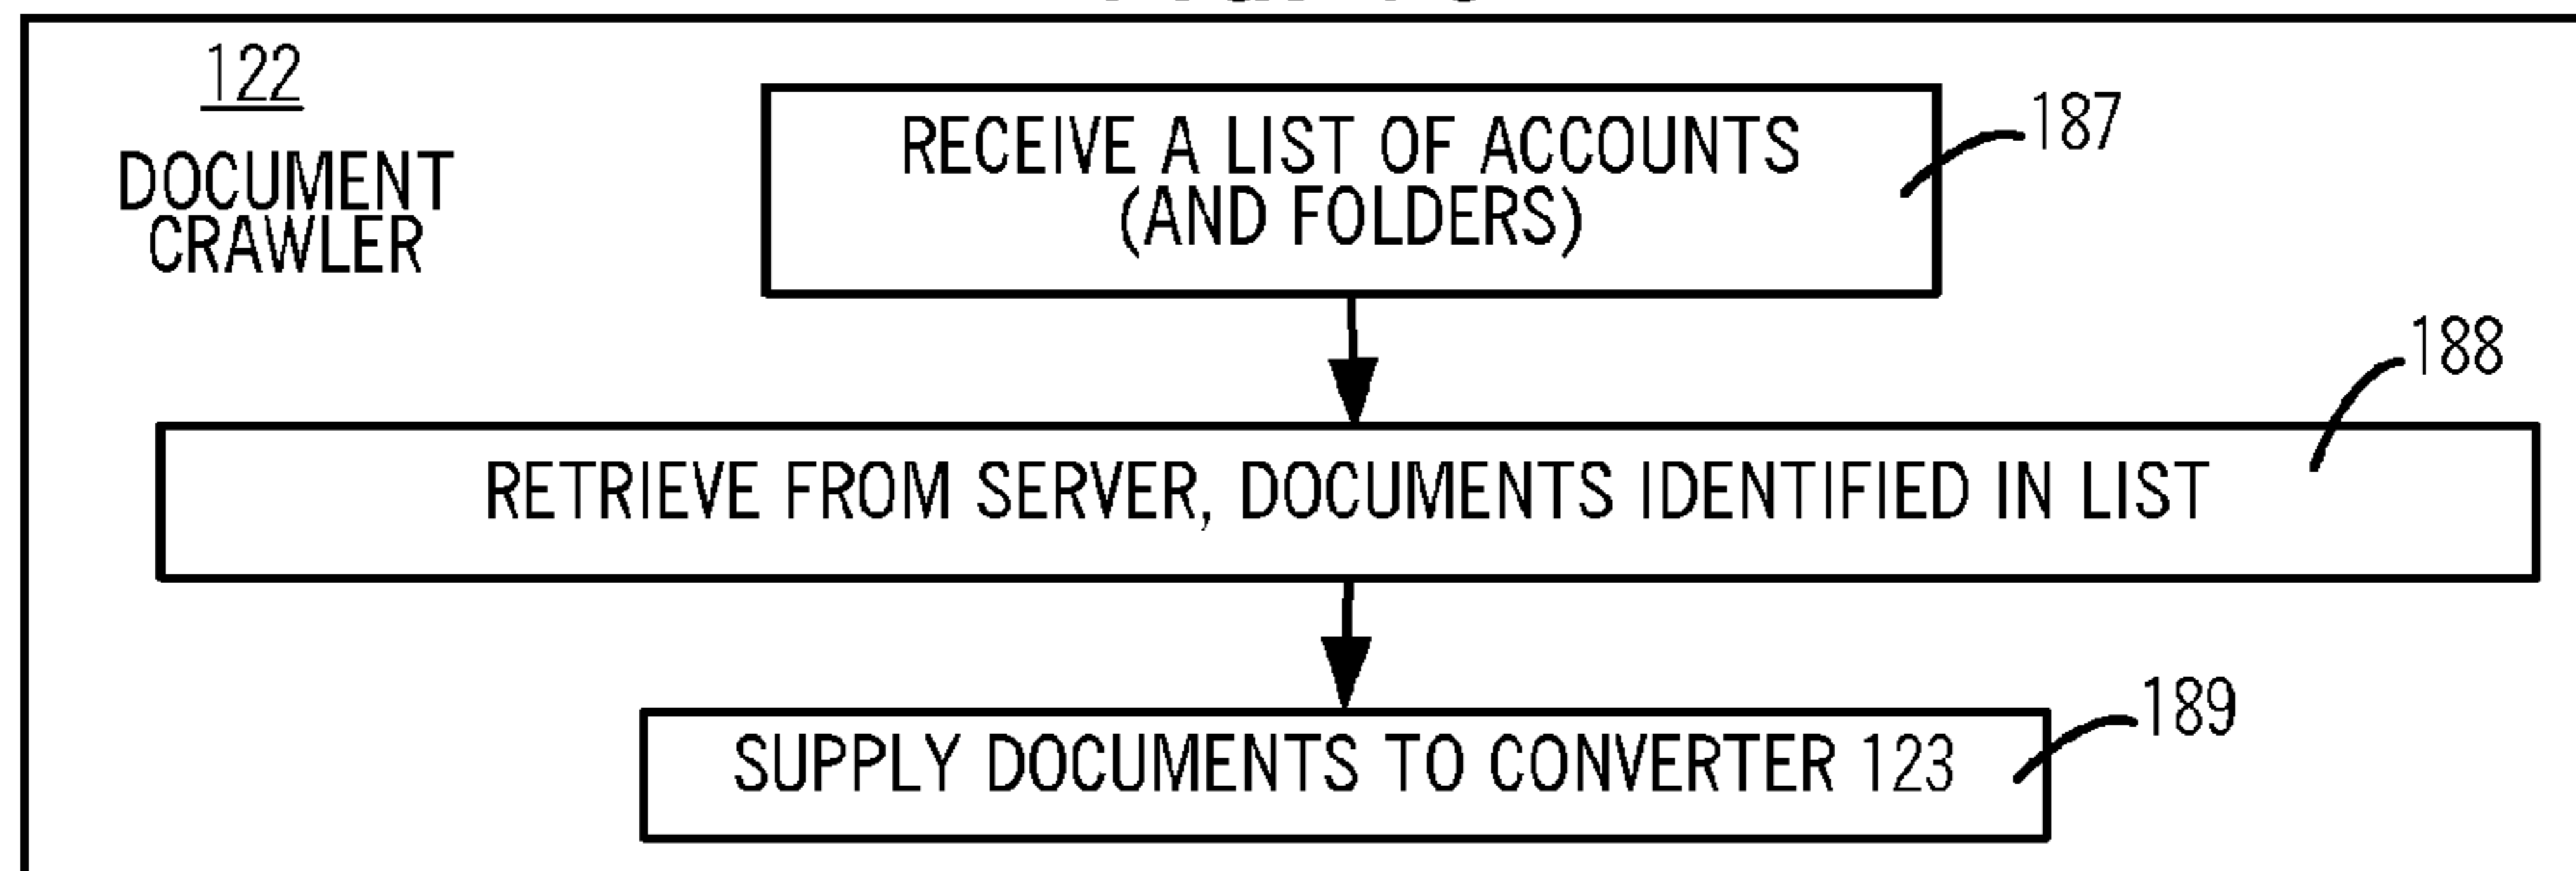 122
DOCUMENT
CRAWLER
RECEIVE A LIST OF ACCOUNTS
(AND FOLDERS)
187
188
RETRIEVE FROM SERVER, DOCUMENTS IDENTIFIED IN LIST
189
SUPPLY DOCUMENTS TO CONVERTER 123